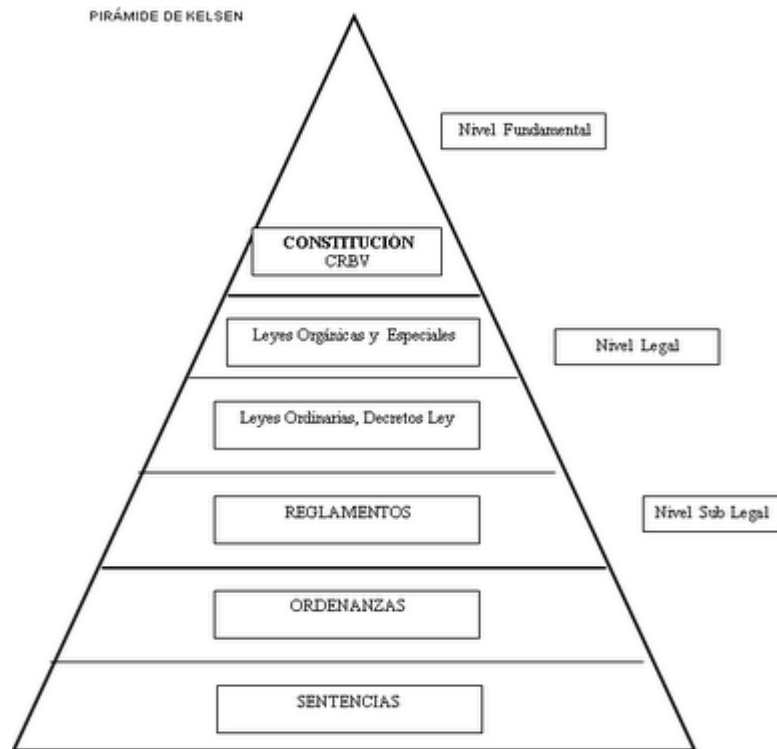 PIRÁMIDE DE KELSEN
Nivel Fundamental
CONSTITUCIÓN
CRBV
Leyes Orgánicas y Especiales
Nivel Legal
Leyes Ordinarias, Decretos Ley
REGLAMENTOS
Nivel Sub Legal
ORDENANZAS
SENTENCIAS